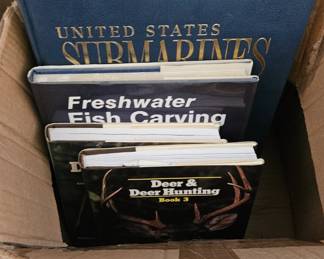 UNITED STATES
SUBMARINES
Freshwater
Fish Carving
D
Deer &
Deer Hunting
Book 3